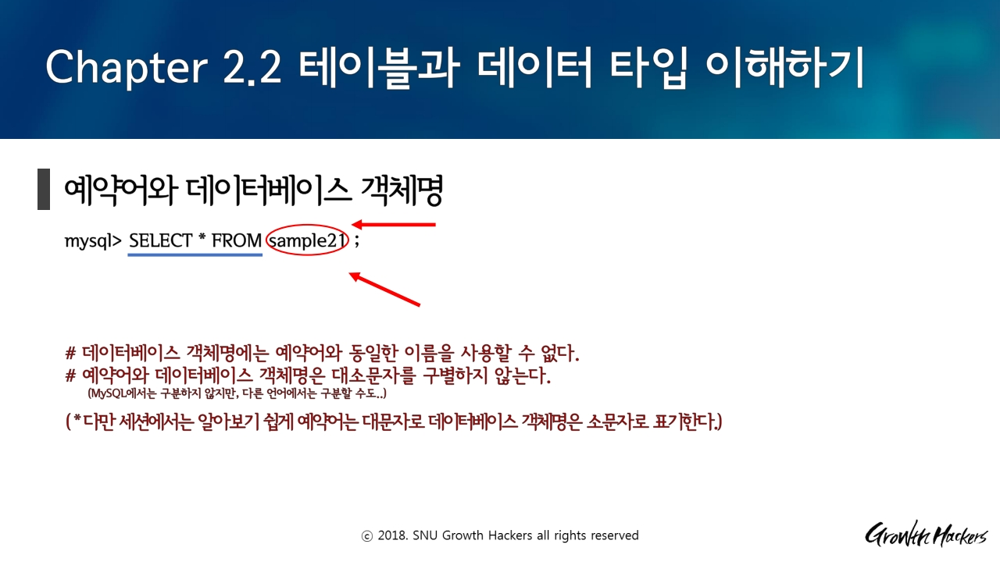 Chapter 2.2 테이블과 데이터 타입 이해하기
예약어와 데이터베이스 객체명
mysql> SELECT * FROM sample21 ;
# 데이터베이스 객체명에는 예약어와 동일한 이름을 사용할 수 없다.
# 예약어와 데이터베이스 객체명은 대소문자를 구별하지 않는다.
(MySQL에서는 구분하지 않지만, 다른 언어에서는 구분할 수도..)
(*다만 세션에서는 알아보기 쉽게 예약어는 대문자로 데이터베이스 객체명은 소문자로 표기한다.)
ⓒ 2018. SNU Growth Hackers all rights reserved
Growth Hackers